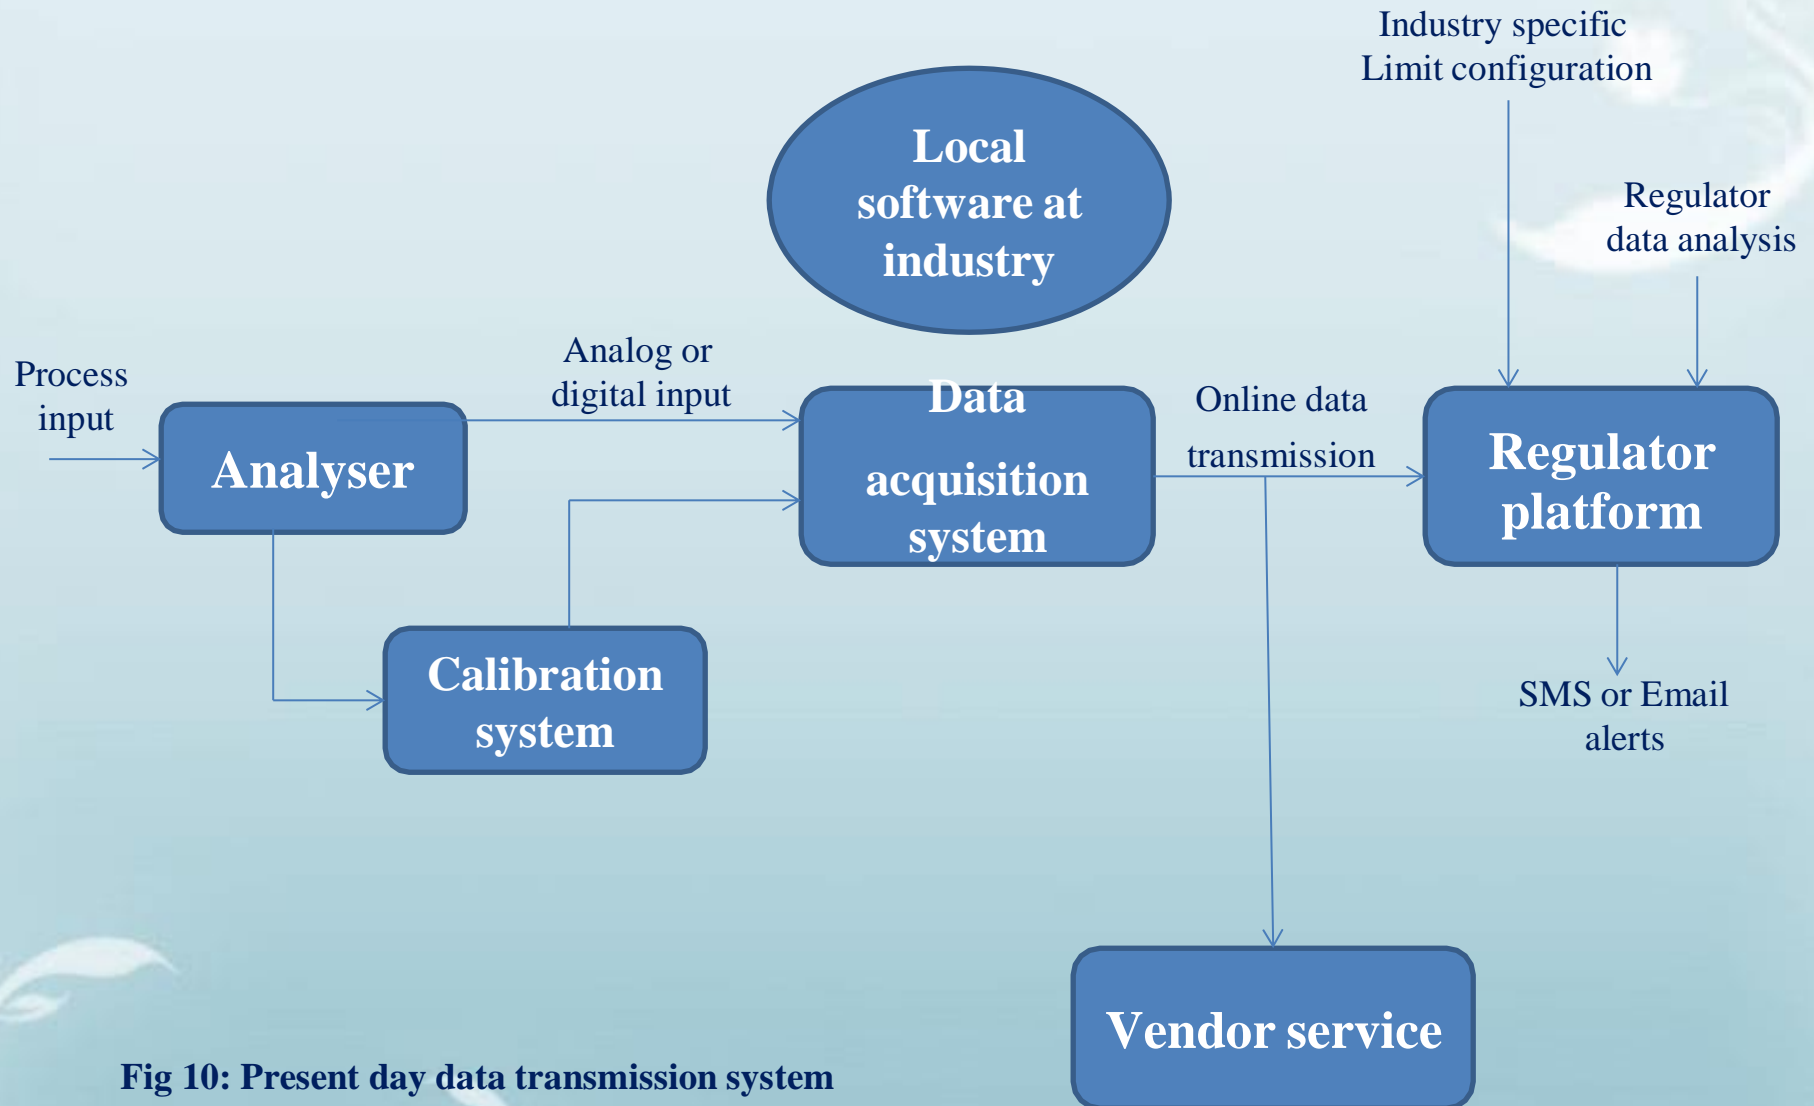 Industry specific
Limit configuration
Local
software at
industry
Regulator
data analysis
Process
input
Analog or
digital input
Analyser
Data
acquisition
system
Online data
transmission
Regulator
platform
Calibration
system
SMS or Email
alerts
Vendor service
Fig 10: Present day data transmission system